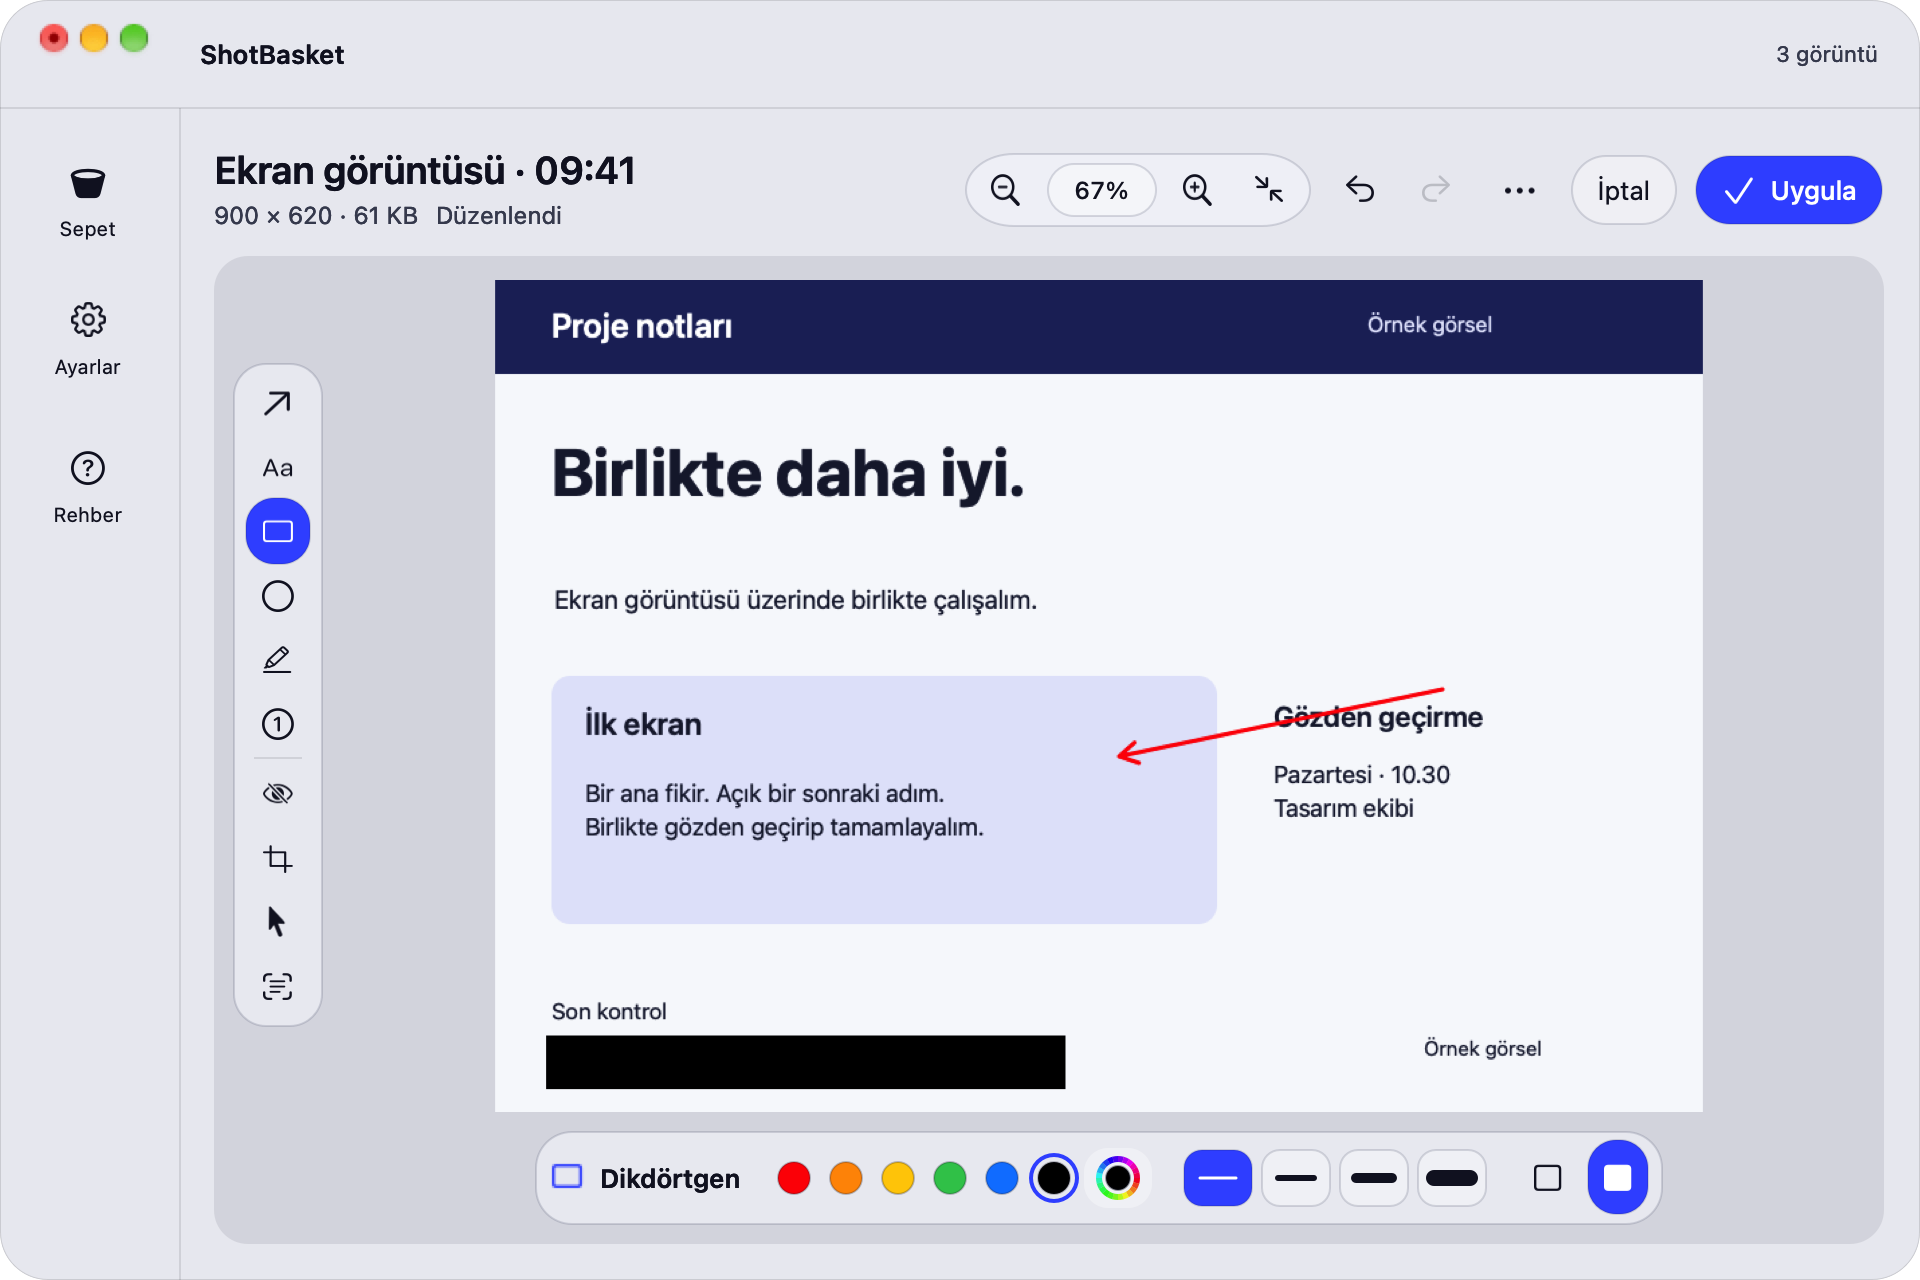 ShotBasket
3 görüntü
Sepet
Ayarlar
Rehber
Ekran görüntüsü · 09:41
900 × 620 · 61 KB Düzenlendi
67%
İptal
Uygula
Aa
1
Proje notları
Örnek görsel
Birlikte daha iyi.
Ekran görüntüsü üzerinde birlikte çalışalım.
İlk ekran
Bir ana fikir. Açık bir sonraki adım.
Birlikte gözden geçirip tamamlayalım.
Gözden geçirme
Pazartesi · 10.30
Tasarım ekibi
Son kontrol
Örnek görsel
Dikdörtgen